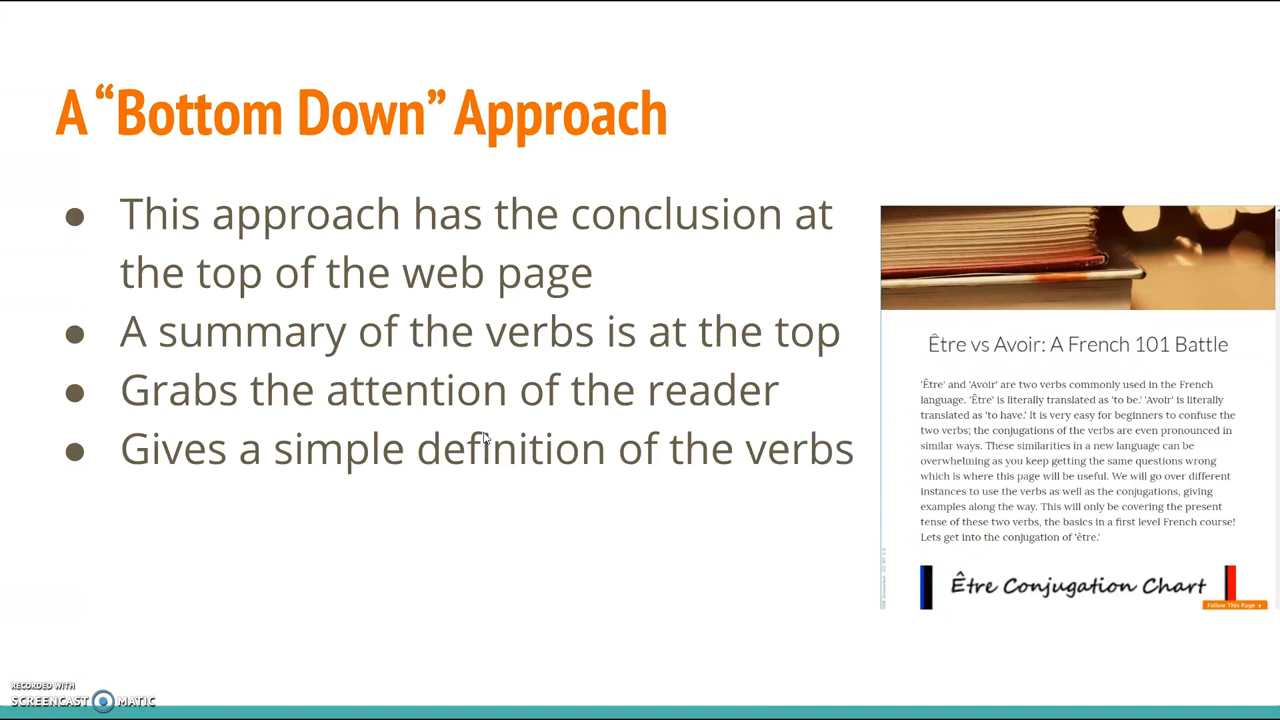 A “Bottom Down” Approach
● This approach has the conclusion at
the top of the web page
● A summary of the verbs is at the top
● Grabs the attention of the reader
● Gives a simple definition of the verbs
Être vs Avoir: A French 101 Battle
'Être' and 'Avoir' are two verbs commonly used in the French
language. 'Être' is literally translated as 'to be.' 'Avoir' is literally
translated as 'to have.' It is very easy for beginners to confuse the
two verbs; the conjugations of the verbs are even pronounced in
similar ways. These similarities in a new language can be
overwhelming as you keep getting the same questions wrong
which is where this page will be useful. We will go over different
instances to use the verbs as well as the conjugations, giving
examples along the way. This will only be covering the present
tense of these two verbs, the basics in a first level French course!
Lets get into the conjugation of 'être.'
Être Conjugation Chart
Follow This Page
RECORDED WITH
SCREENCAST MATIC